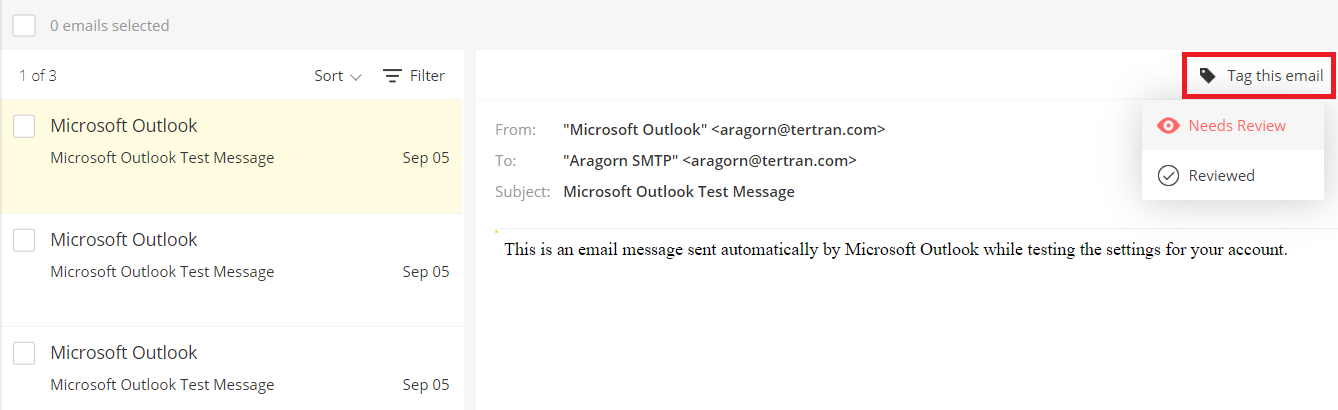 0 emails selected
1 of 3 Sort Filter
Microsoft Outlook
Microsoft Outlook Test Message Sep 05
Microsoft Outlook
Microsoft Outlook Test Message Sep 05
Microsoft Outlook
Microsoft Outlook Test Message Sep 05
Tag this email
Needs Review
Reviewed
From: "Microsoft Outlook" <aragorn@tertran.com>
To: "Aragorn SMTP" <aragorn@tertran.com>
Subject: Microsoft Outlook Test Message
This is an email message sent automatically by Microsoft Outlook while testing the settings for your account.